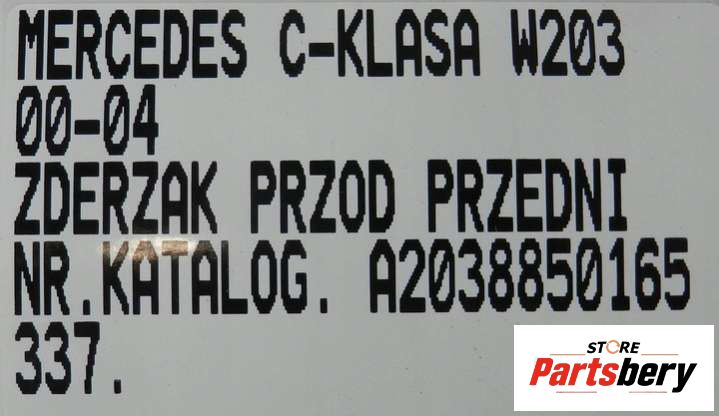 MERCEDES C-KLASA W203
00-04
ZDERZAK PRZOD PRZEDNI
NR.KATALOG. A2038850165
337.
STORE
Partsbery